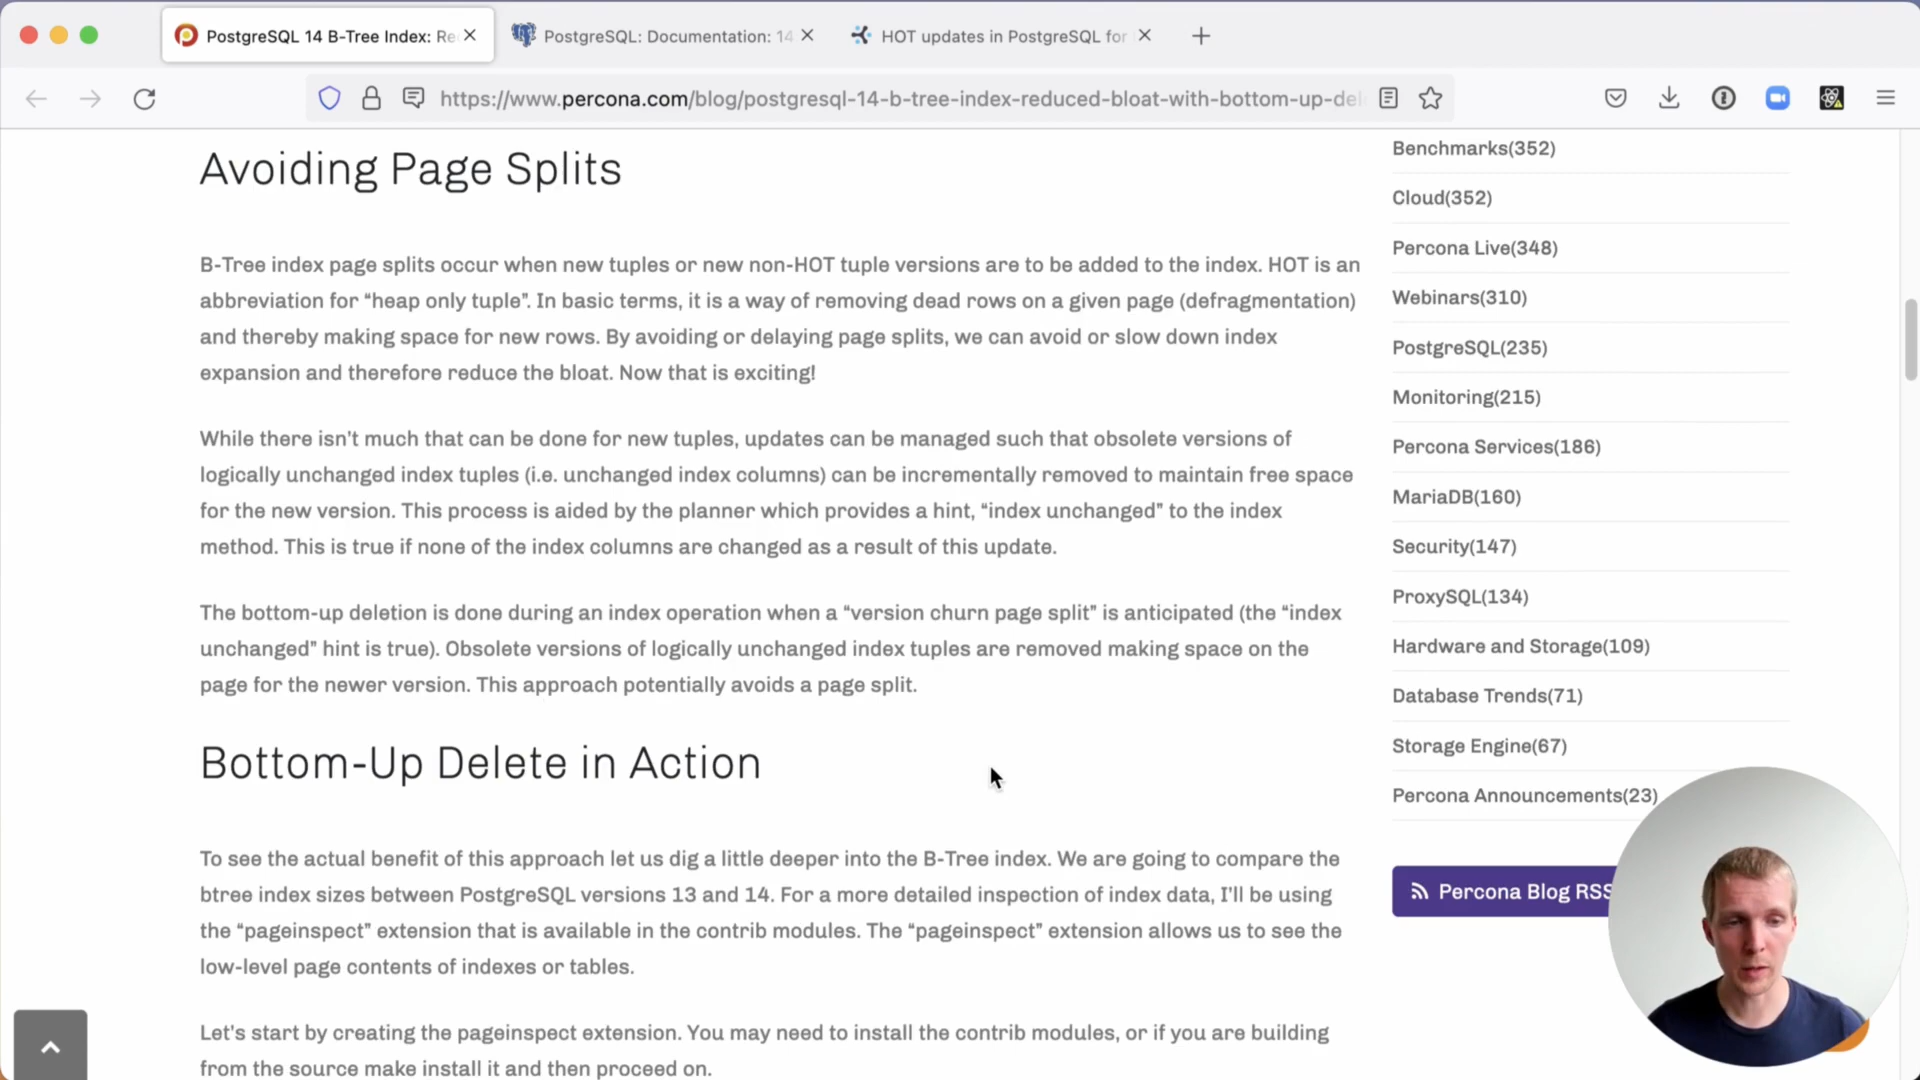 PostgreSQL 14 B-Tree Index: Re
PostgreSQL: Documentation: 14
HOT updates in PostgreSQL for
https://www.percona.com/blog/postgresql-14-b-tree-index-reduced-bloat-with-bottom-up-del
Avoiding Page Splits
B-Tree index page splits occur when new tuples or new non-HOT tuple versions are to be added to the index. HOT is an
abbreviation for “heap only tuple”. In basic terms, it is a way of removing dead rows on a given page (defragmentation)
and thereby making space for new rows. By avoiding or delaying page splits, we can avoid or slow down index
expansion and therefore reduce the bloat. Now that is exciting!
While there isn’t much that can be done for new tuples, updates can be managed such that obsolete versions of
logically unchanged index tuples (i.e. unchanged index columns) can be incrementally removed to maintain free space
for the new version. This process is aided by the planner which provides a hint, “index unchanged” to the index
method. This is true if none of the index columns are changed as a result of this update.
The bottom-up deletion is done during an index operation when a “version churn page split” is anticipated (the “index
unchanged” hint is true). Obsolete versions of logically unchanged index tuples are removed making space on the
page for the newer version. This approach potentially avoids a page split.
Bottom-Up Delete in Action
To see the actual benefit of this approach let us dig a little deeper into the B-Tree index. We are going to compare the
btree index sizes between PostgreSQL versions 13 and 14. For a more detailed inspection of index data, I’ll be using
the “pageinspect” extension that is available in the contrib modules. The “pageinspect” extension allows us to see the
low-level page contents of indexes or tables.
Let’s start by creating the pageinspect extension. You may need to install the contrib modules, or if you are building
from the source make install it and then proceed on.
Benchmarks(352)
Cloud(352)
Percona Live(348)
Webinars(310)
PostgreSQL(235)
Monitoring(215)
Percona Services(186)
MariaDB(160)
Security(147)
ProxySQL(134)
Hardware and Storage(109)
Database Trends(71)
Storage Engine(67)
Percona Announcements(23)
Percona Blog RSS